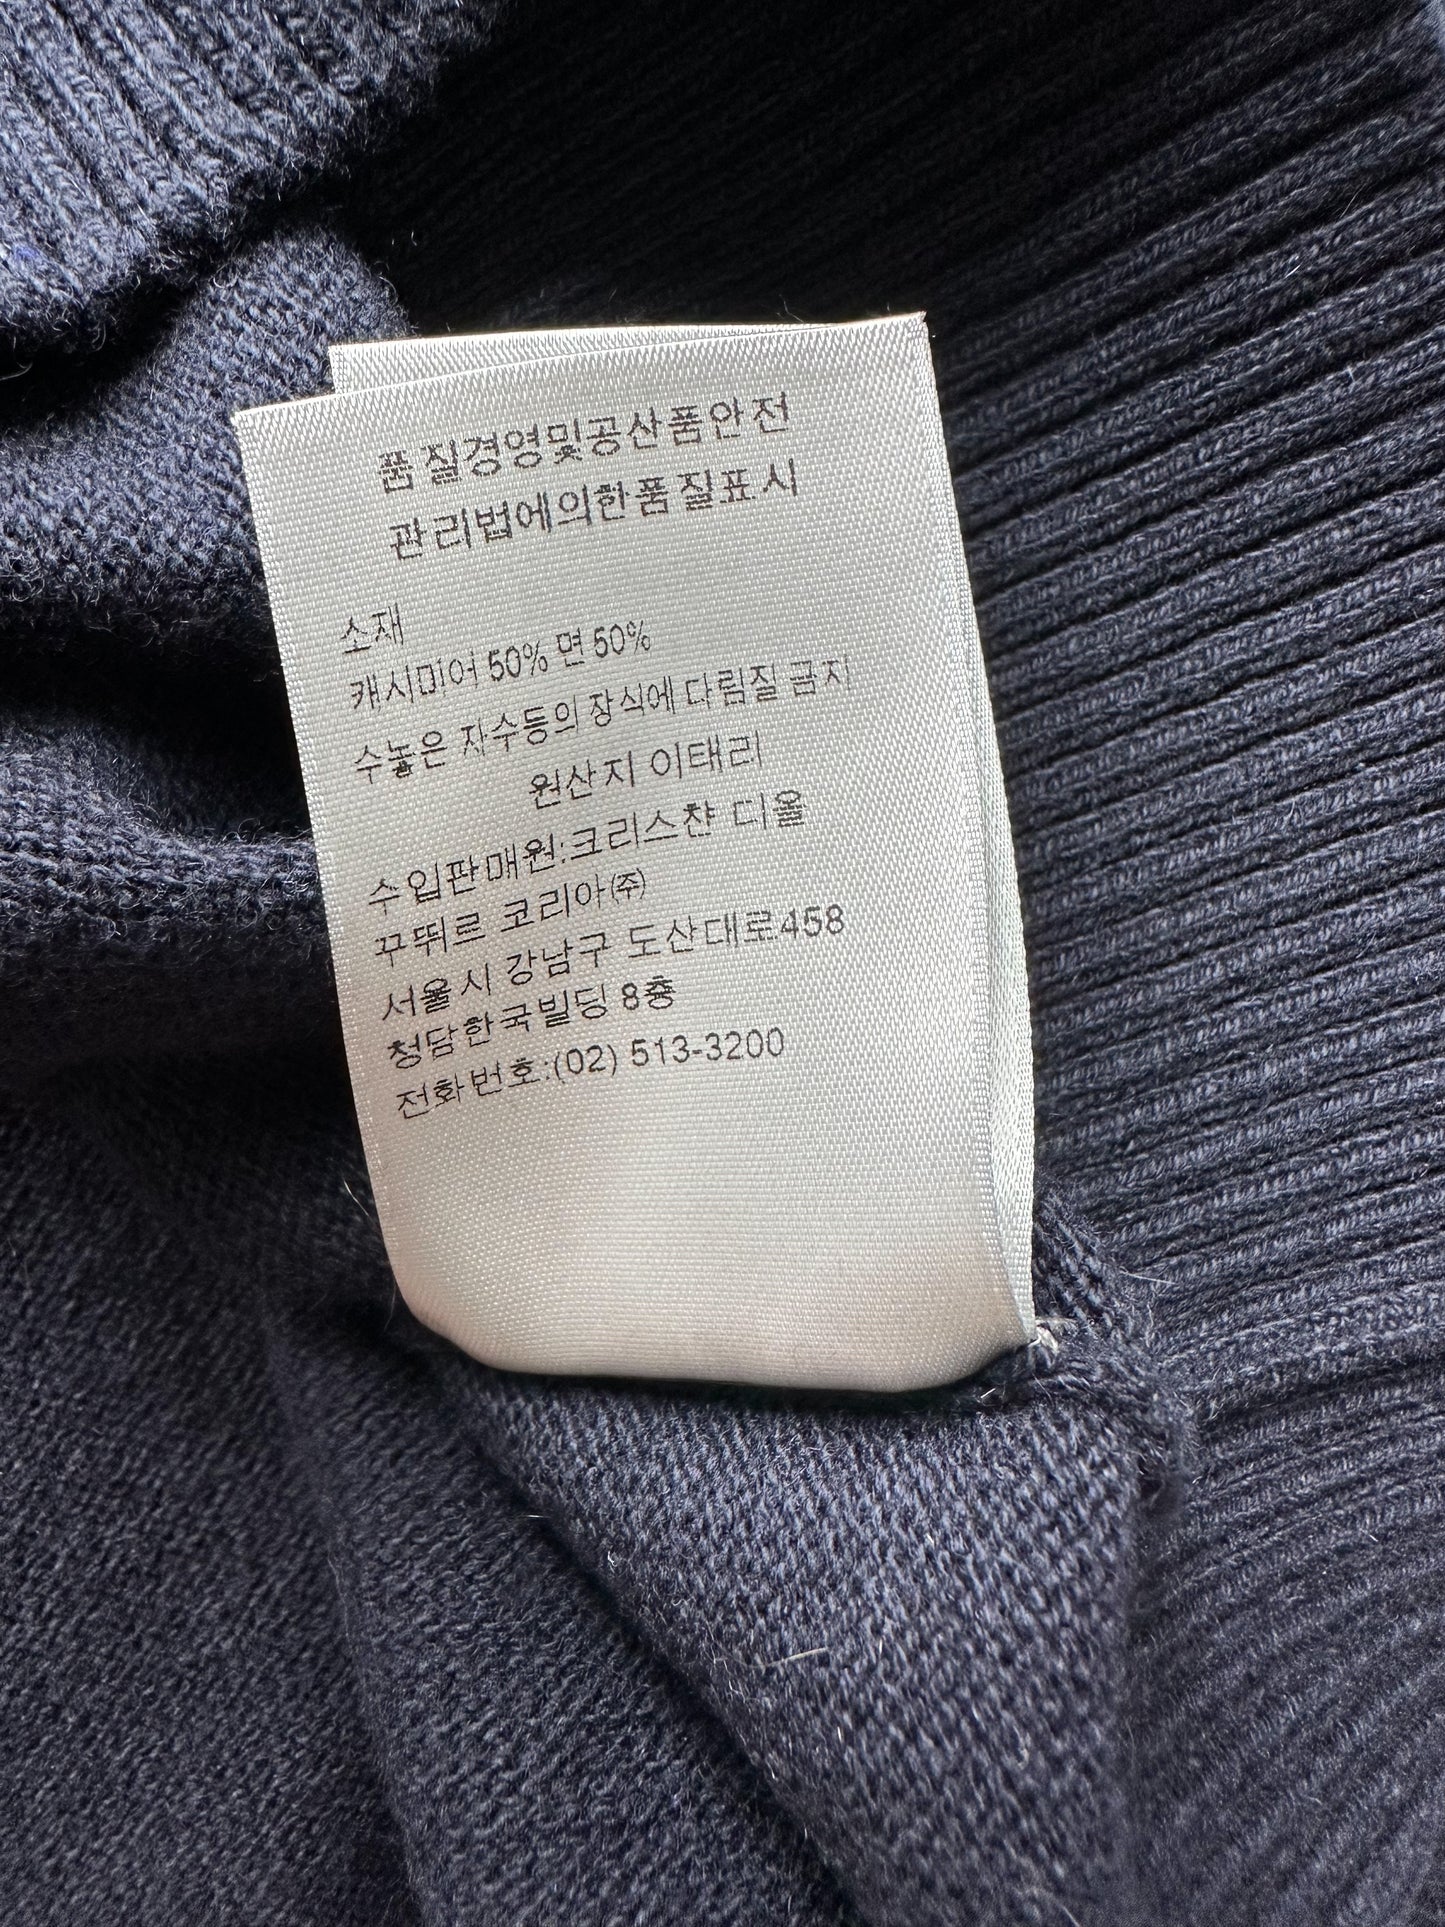 품질경영및공산품안전
관리법에의한품질표시
소재
캐시미어 50% 면 50%
수놓은 자수등의 장식에 다림질 금지
원산지 이태리
수입판매원:크리스챤 디올
꾸뛰르 코리아㈜
서울시 강남구 도산대로458
청담한국빌딩 8층
전화번호:(02) 513-3200